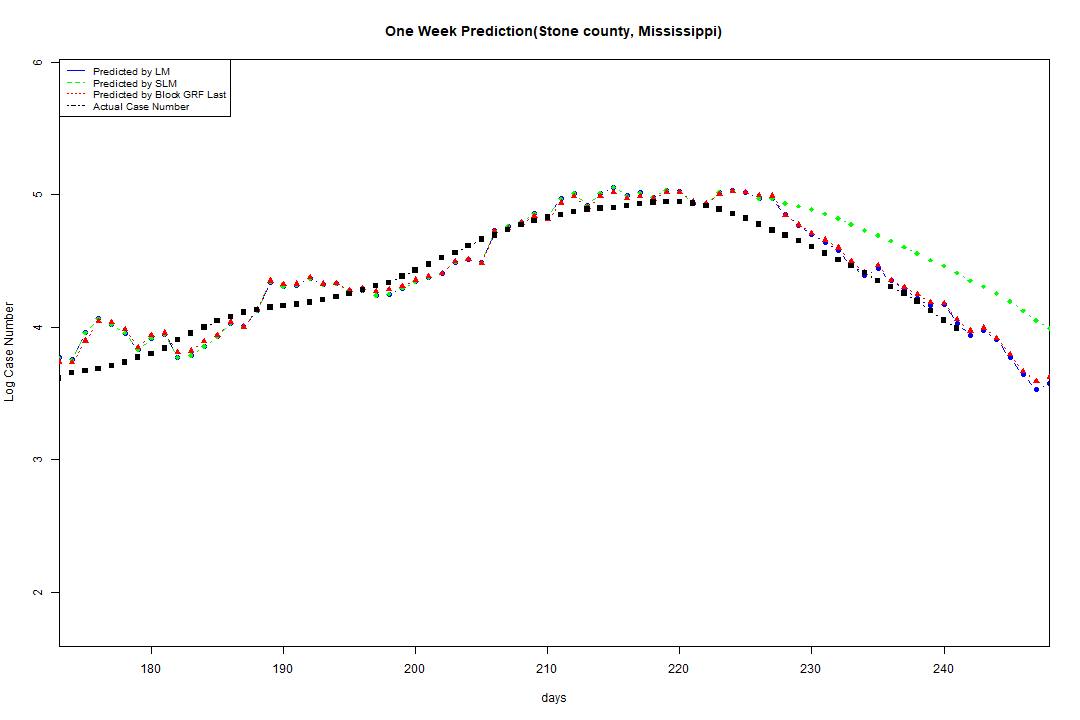 One Week Prediction(Stone county, Mississippi)
Predicted by LM
Predicted by SLM
Predicted by Block GRF Last
Actual Case Number
6
5
4
3
2
Log Case Number
180 190 200 210 220 230 240
days